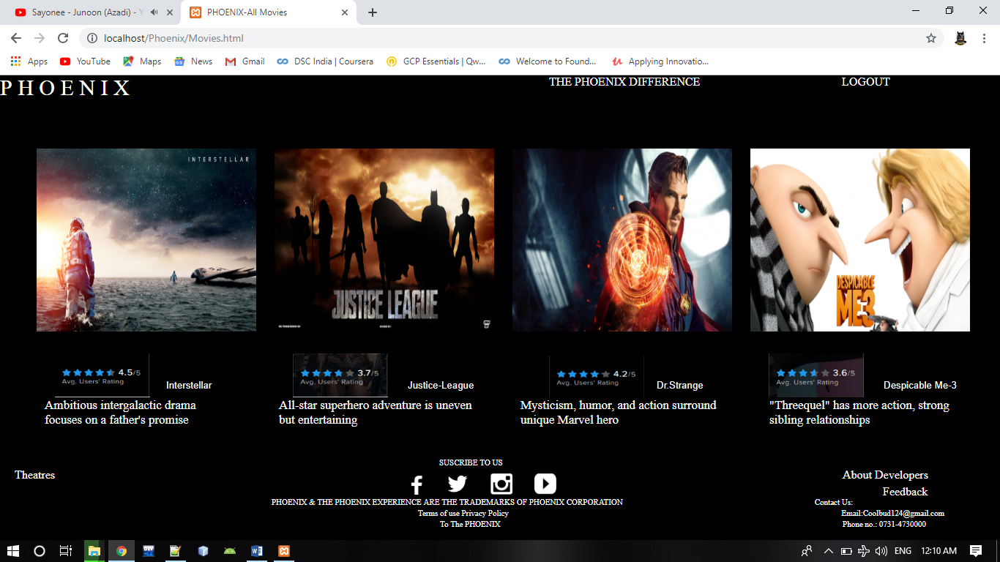 Sayonee - Junoon (Azadi) -
PHOENIX-All Movies
localhost/Phoenix/Movies.html
Apps
YouTube
Maps
News
Gmail
DSC India | Coursera
GCP Essentials | Qw...
Welcome to Found...
Applying Innovatio...
PHOENIX
THE PHOENIX DIFFERENCE
LOGOUT
INTERSTELLAR
JUSTICE LEAGUE
DESPICABLE
ME3
4.5/5
Avg. Users' Rating
Interstellar
Ambitious intergalactic drama
focuses on a father's promise
3.7/5
Avg. Users' Rating
Justice-League
All-star superhero adventure is uneven
but entertaining
4.2/5
Avg. Users' Rating
Dr.Strange
Mysticism, humor, and action surround
unique Marvel hero
3.6/5
Avg. Users' Rating
Despicable Me-3
"Threequel" has more action, strong
sibling relationships
Theatres
SUSCRIBE TO US
PHOENIX & THE PHOENIX EXPERIENCE ARE THE TRADEMARKS OF PHOENIX CORPORATION
Terms of use Privacy Policy
To The PHOENIX
About Developers
Feedback
Contact Us:
Email:Coolbud124@gmail.com
Phone no.: 0731-4730000
DEV
W
ENG
12:10 AM